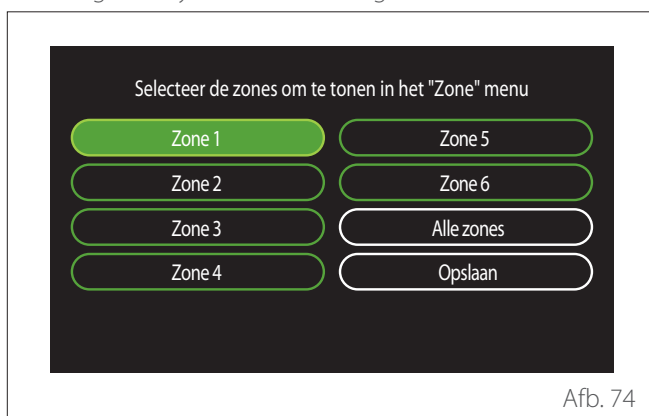 Selecteer de zones om te tonen in het "Zone" menu
Zone 1
Zone 2
Zone 3
Zone 4
Zone 5
Zone 6
Alle zones
Opslaan
Afb. 74